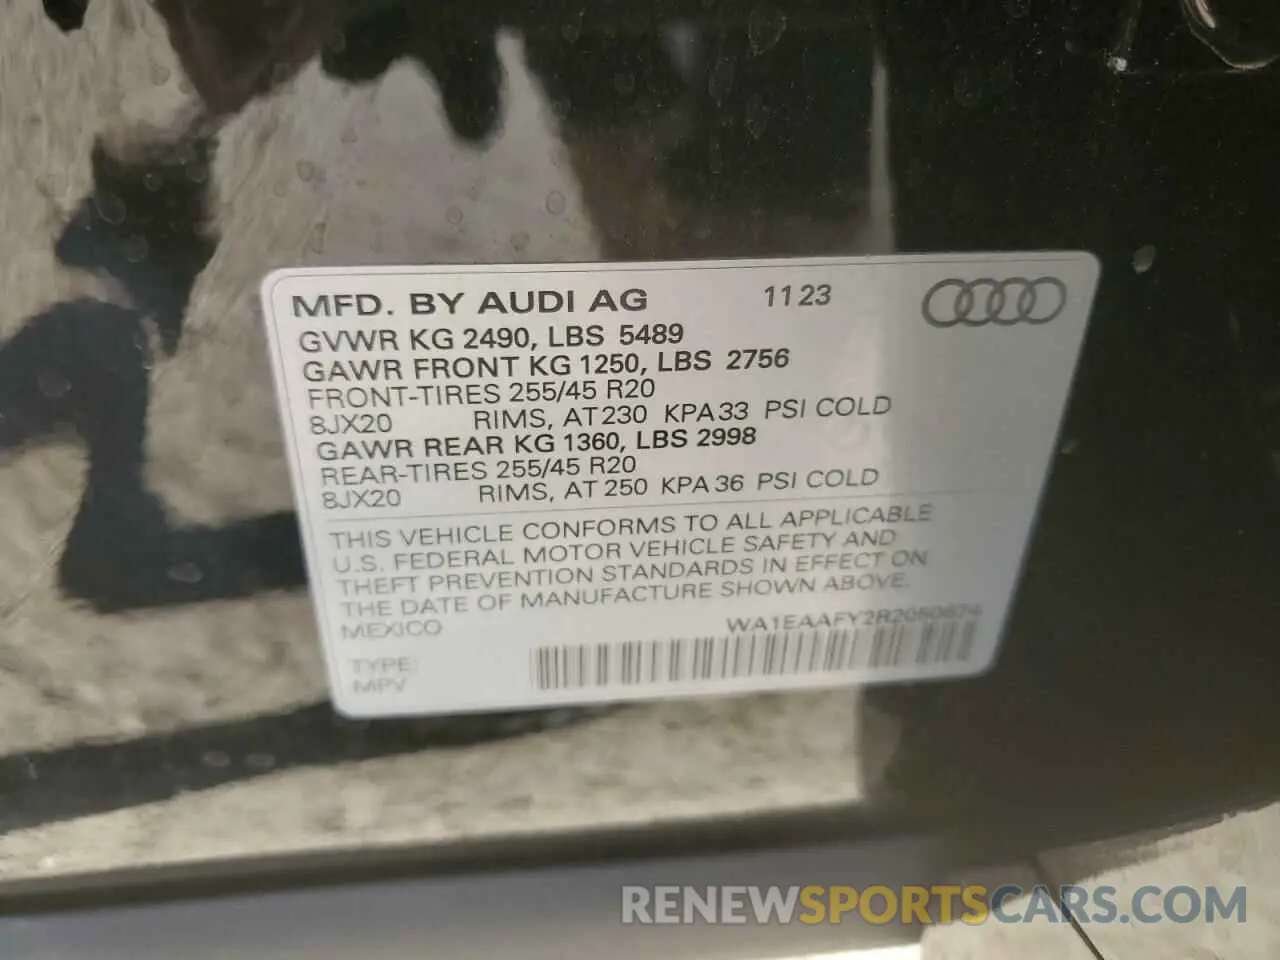 MFD. BY AUDI AG 11 23
GVWR KG 2490, LBS 5489
GAWR FRONT KG 1250, LBS 2756
FRONT-TIRES 255/45 R20
8JX20 RIMS, AT 230 KPA 33 PSI COLD
GAWR REAR KG 1360, LBS 2998
REAR-TIRES 255/45 R20
8JX20 RIMS, AT 250 KPA 36 PSI COLD
THIS VEHICLE CONFORMS TO ALL APPLICABLE
U.S. FEDERAL MOTOR VEHICLE SAFETY AND
THEFT PREVENTION STANDARDS IN EFFECT ON
THE DATE OF MANUFACTURE SHOWN ABOVE.
MEXICO
TYPE:
MPV
RENEWSPORTSCARS.COM